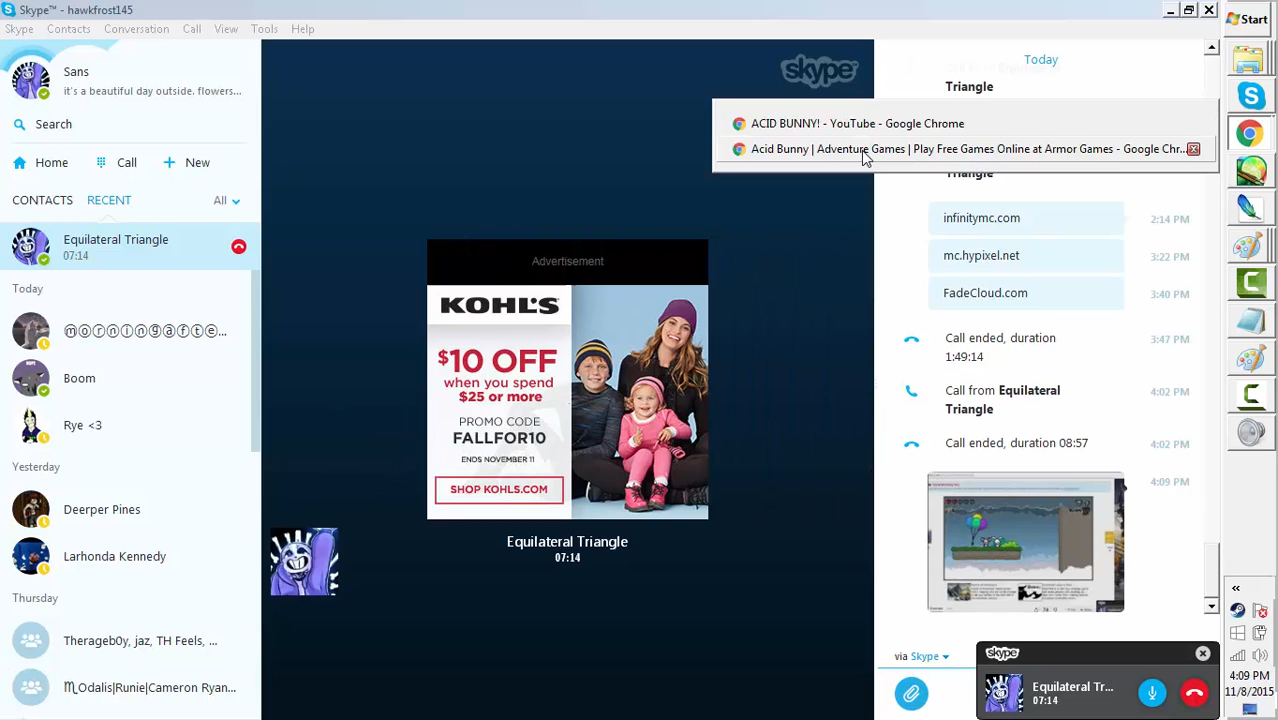 Skype™ - hawkfrost145
Skype Contacts Conversation Call View Tools Help
Start
Sans
it's a beautiful day outside. flowers...
Search
Home Call New
CONTACTS RECENT All
Equilateral Triangle
07:14
Today
ⓜⓞⓡⓝⓘⓝⓖⓐⓕⓣⓔ...
Boom
Rye <3
Yesterday
Deerper Pines
Larhonda Kennedy
Thursday
Therageb0y, jaz, TH Feels, ...
♏Odalis|Runie|Cameron Ryan...
skype
Advertisement
KOHL'S
$10 OFF
when you spend
$25 or more
PROMO CODE
FALLFOR10
ENDS NOVEMBER 11
SHOP KOHLS.COM
Equilateral Triangle
07:14
Today
Triangle
ACID BUNNY! - YouTube - Google Chrome
Acid Bunny | Adventure Games | Play Free Games Online at Armor Games - Google Chr...
Triangle
infinitymc.com 2:14 PM
mc.hypixel.net 3:22 PM
FadeCloud.com 3:40 PM
Call ended, duration 3:47 PM
1:49:14
Call from Equilateral 4:02 PM
Triangle
Call ended, duration 08:57 4:02 PM
4:09 PM
via Skype
skype
Equilateral Tr...
07:14
4:09 PM
11/8/2015